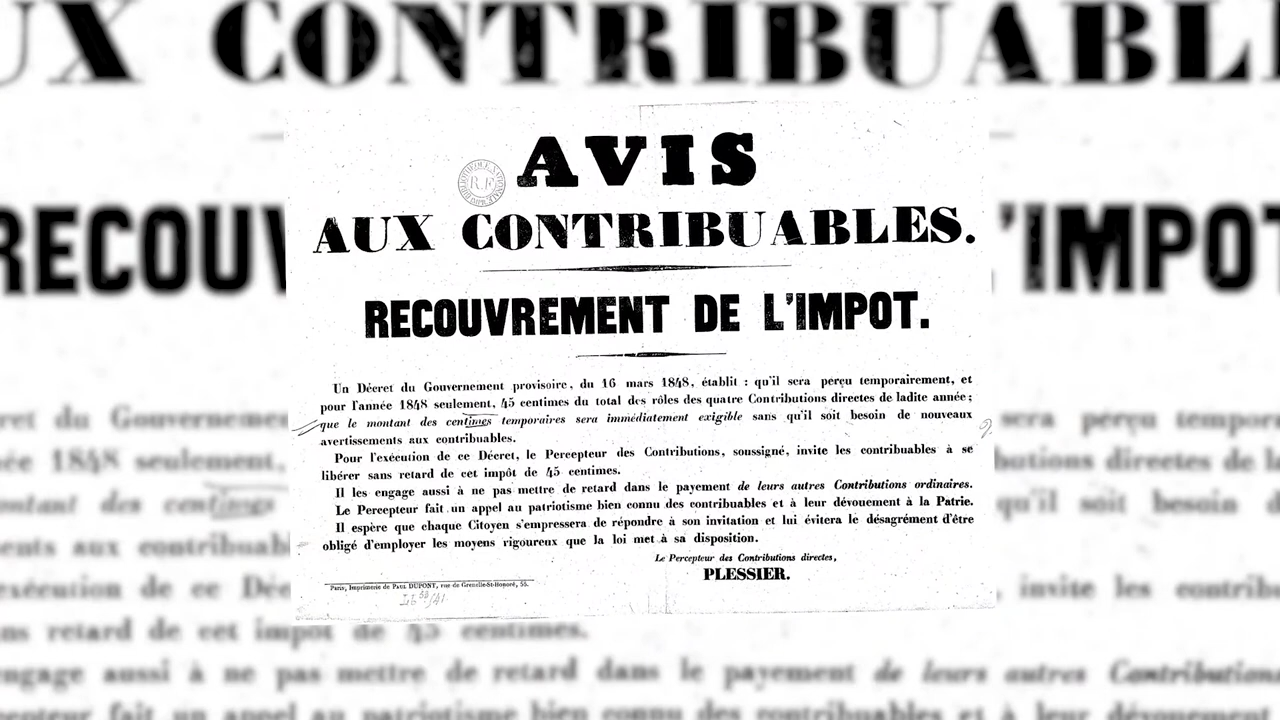 AVIS
AUX CONTRIBUABLES.
RECOUVREMENT DE L'IMPOT.
Un Décret du Gouvernement provisoire, du 16 mars 1848, établit : qu'il sera perçu temporairement, et
pour l'année 1848 seulement, 45 centimes du total des rôles des quatre Contributions directes de ladite année ;
que le montant des centimes temporaires sera immédiatement exigible sans qu'il soit besoin de nouveaux
avertissements aux contribuables.
Pour l'exécution de ce Décret, le Percepteur des Contributions, soussigné, invite les contribuables à se
libérer sans retard de cet impôt de 45 centimes.
Il les engage aussi à ne pas mettre de retard dans le payement de leurs autres Contributions ordinaires.
Le Percepteur fait un appel au patriotisme bien connu des contribuables et à leur dévouement à la Patrie.
Il espère que chaque Citoyen s'empressera de répondre à son invitation et lui évitera le désagrément d'être
obligé d'employer les moyens rigoureux que la loi met à sa disposition.
Le Percepteur des Contributions directes,
PLESSIER.
Paris, Imprimerie de PAUL DUPONT, rue de Grenelle-St-Honoré, 55.